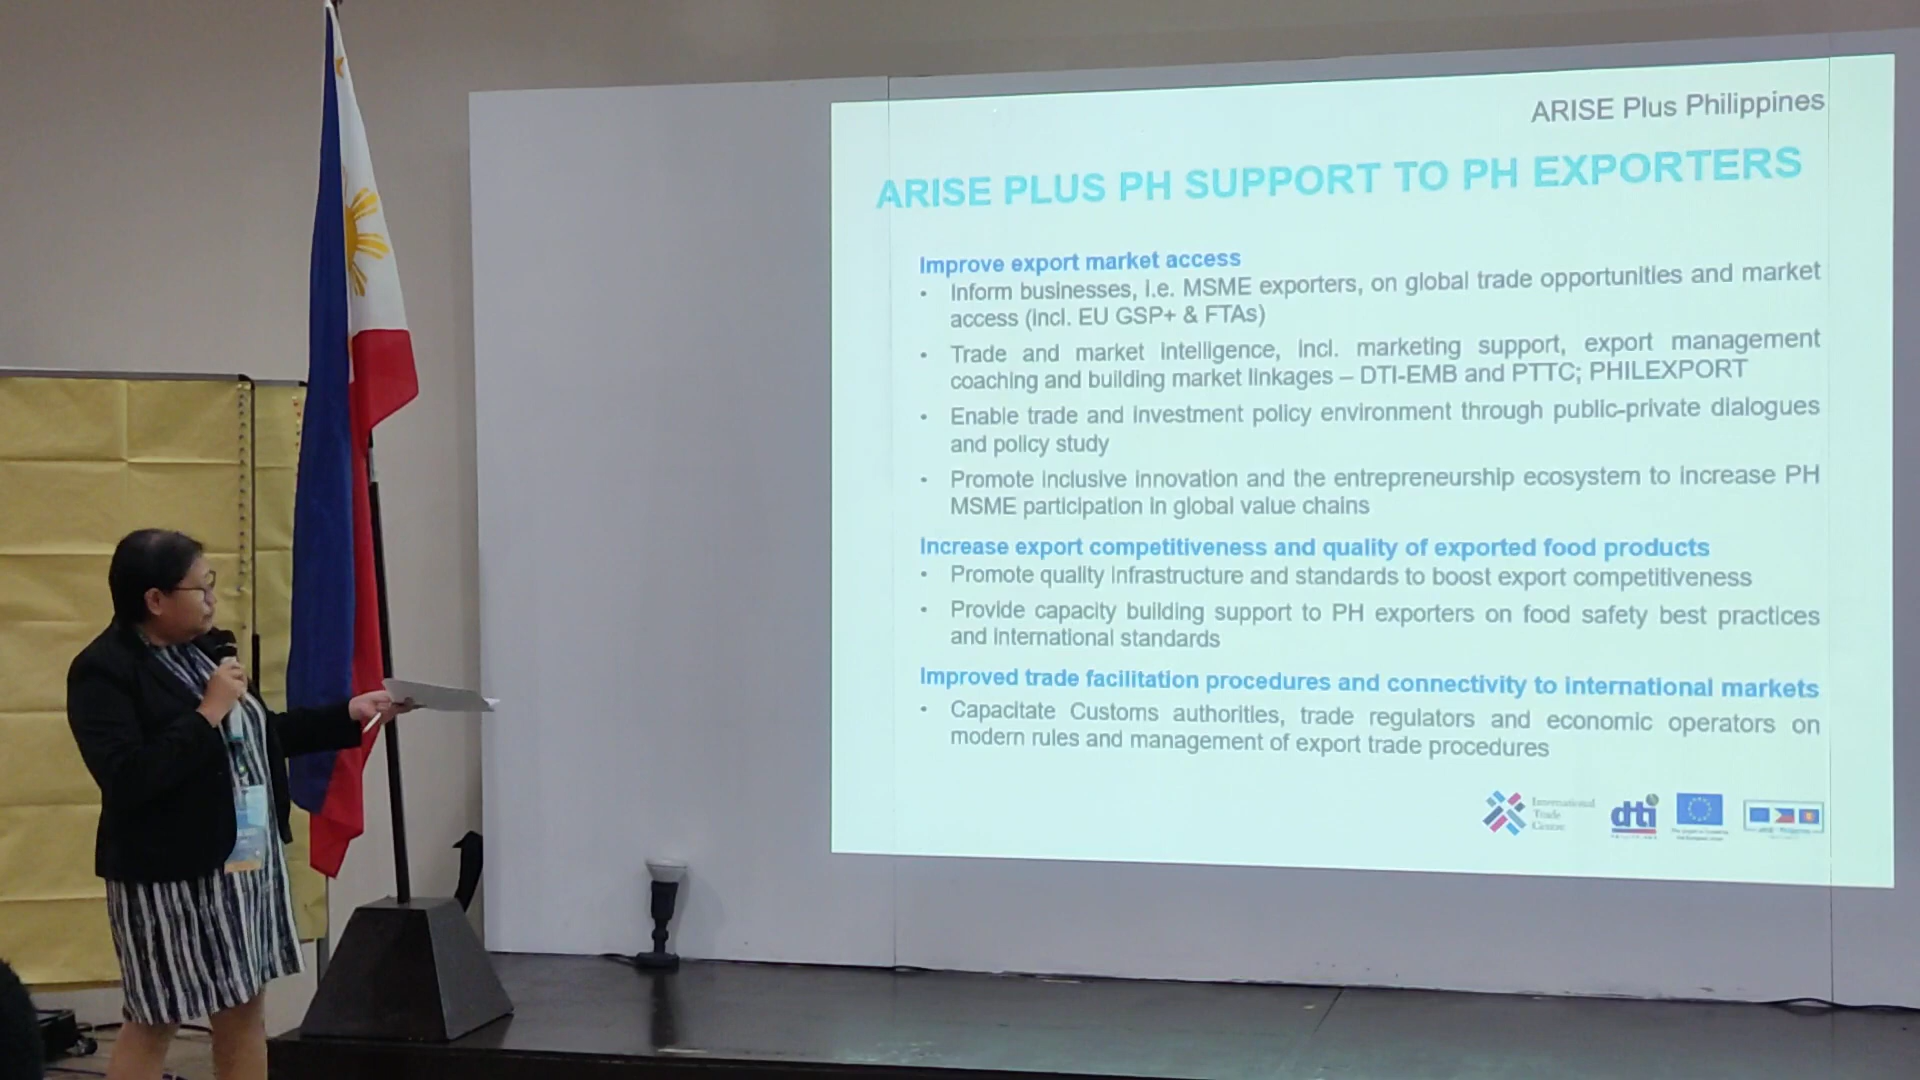 ARISE Plus Philippines
ARISE PLUS PH SUPPORT TO PH EXPORTERS
Improve export market access
• Inform businesses, i.e. MSME exporters, on global trade opportunities and market
access (incl. EU GSP+ & FTAs)
• Trade and market intelligence, incl. marketing support, export management
coaching and building market linkages – DTI-EMB and PTTC; PHILEXPORT
• Enable trade and investment policy environment through public-private dialogues
and policy study
• Promote inclusive innovation and the entrepreneurship ecosystem to increase PH
MSME participation in global value chains
Increase export competitiveness and quality of exported food products
• Promote quality infrastructure and standards to boost export competitiveness
• Provide capacity building support to PH exporters on food safety best practices
and international standards
Improved trade facilitation procedures and connectivity to international markets
• Capacitate Customs authorities, trade regulators and economic operators on
modern rules and management of export trade procedures
International
Trade
Centre
dti